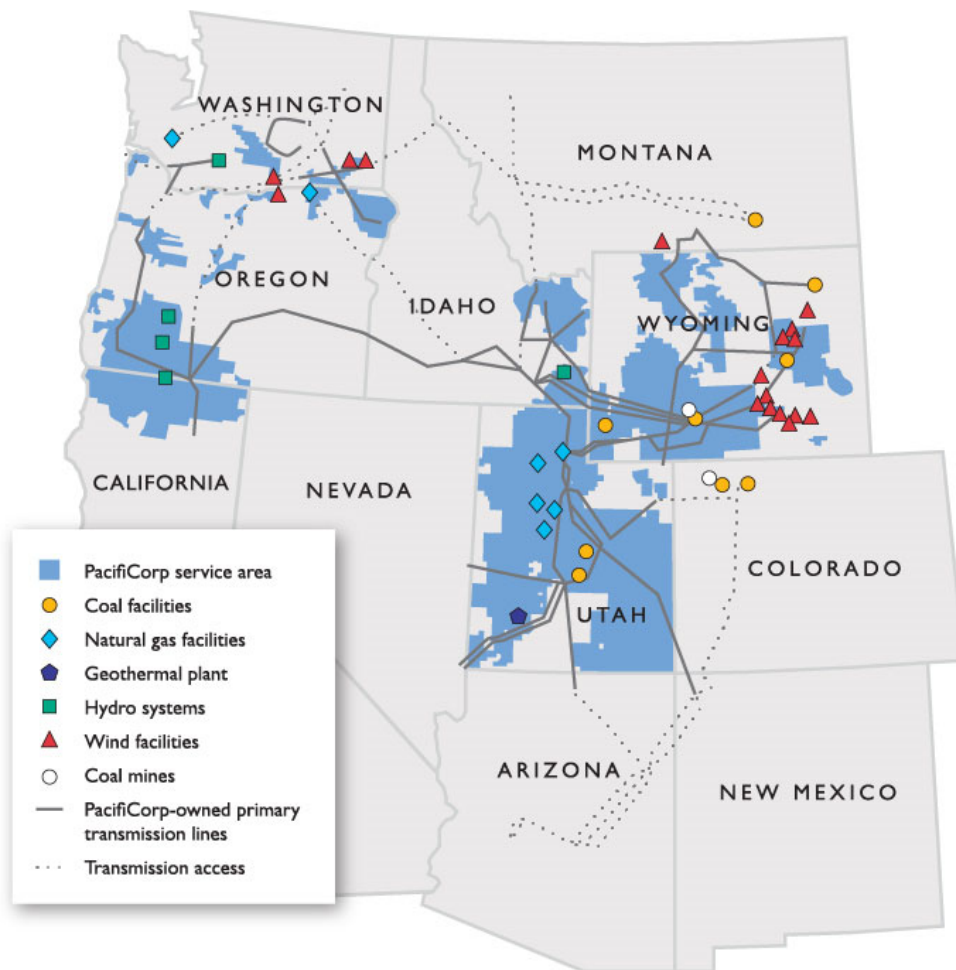 WASHINGTON
MONTANA
OREGON
IDAHO
WYOMING
CALIFORNIA
NEVADA
UTAH
COLORADO
ARIZONA
NEW MEXICO
PacifiCorp service area
Coal facilities
Natural gas facilities
Geothermal plant
Hydro systems
Wind facilities
Coal mines
PacifiCorp-owned primary
transmission lines
Transmission access